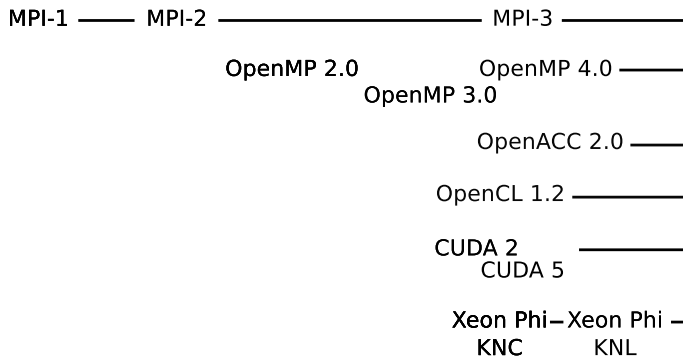 MPI-1 MPI-2 MPI-3
OpenMP 2.0 OpenMP 4.0
OpenMP 3.0
OpenACC 2.0
OpenCL 1.2
CUDA 2
CUDA 5
Xeon Phi Xeon Phi
KNC KNL